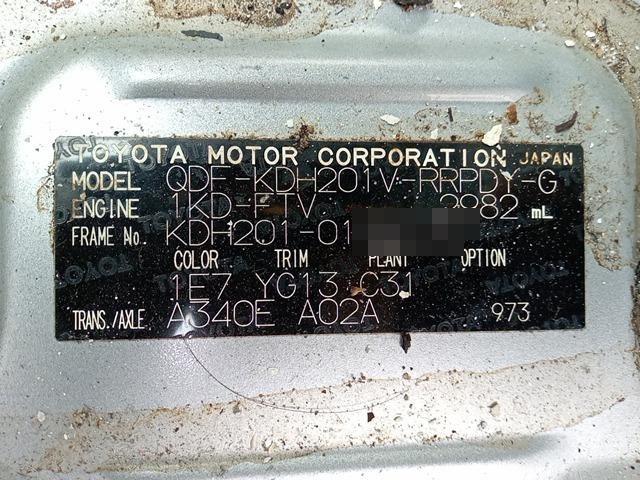 TOYOTA MOTOR CORPORATION JAPAN
MODEL QDF-KDH201V-RRPDY-G
ENGINE 1KD-FTV 2982 mL
FRAME No. KDH201-01
COLOR TRIM PLANT OPTION
1E7 YG13 C31
TRANS./AXLE A340E A02A 973